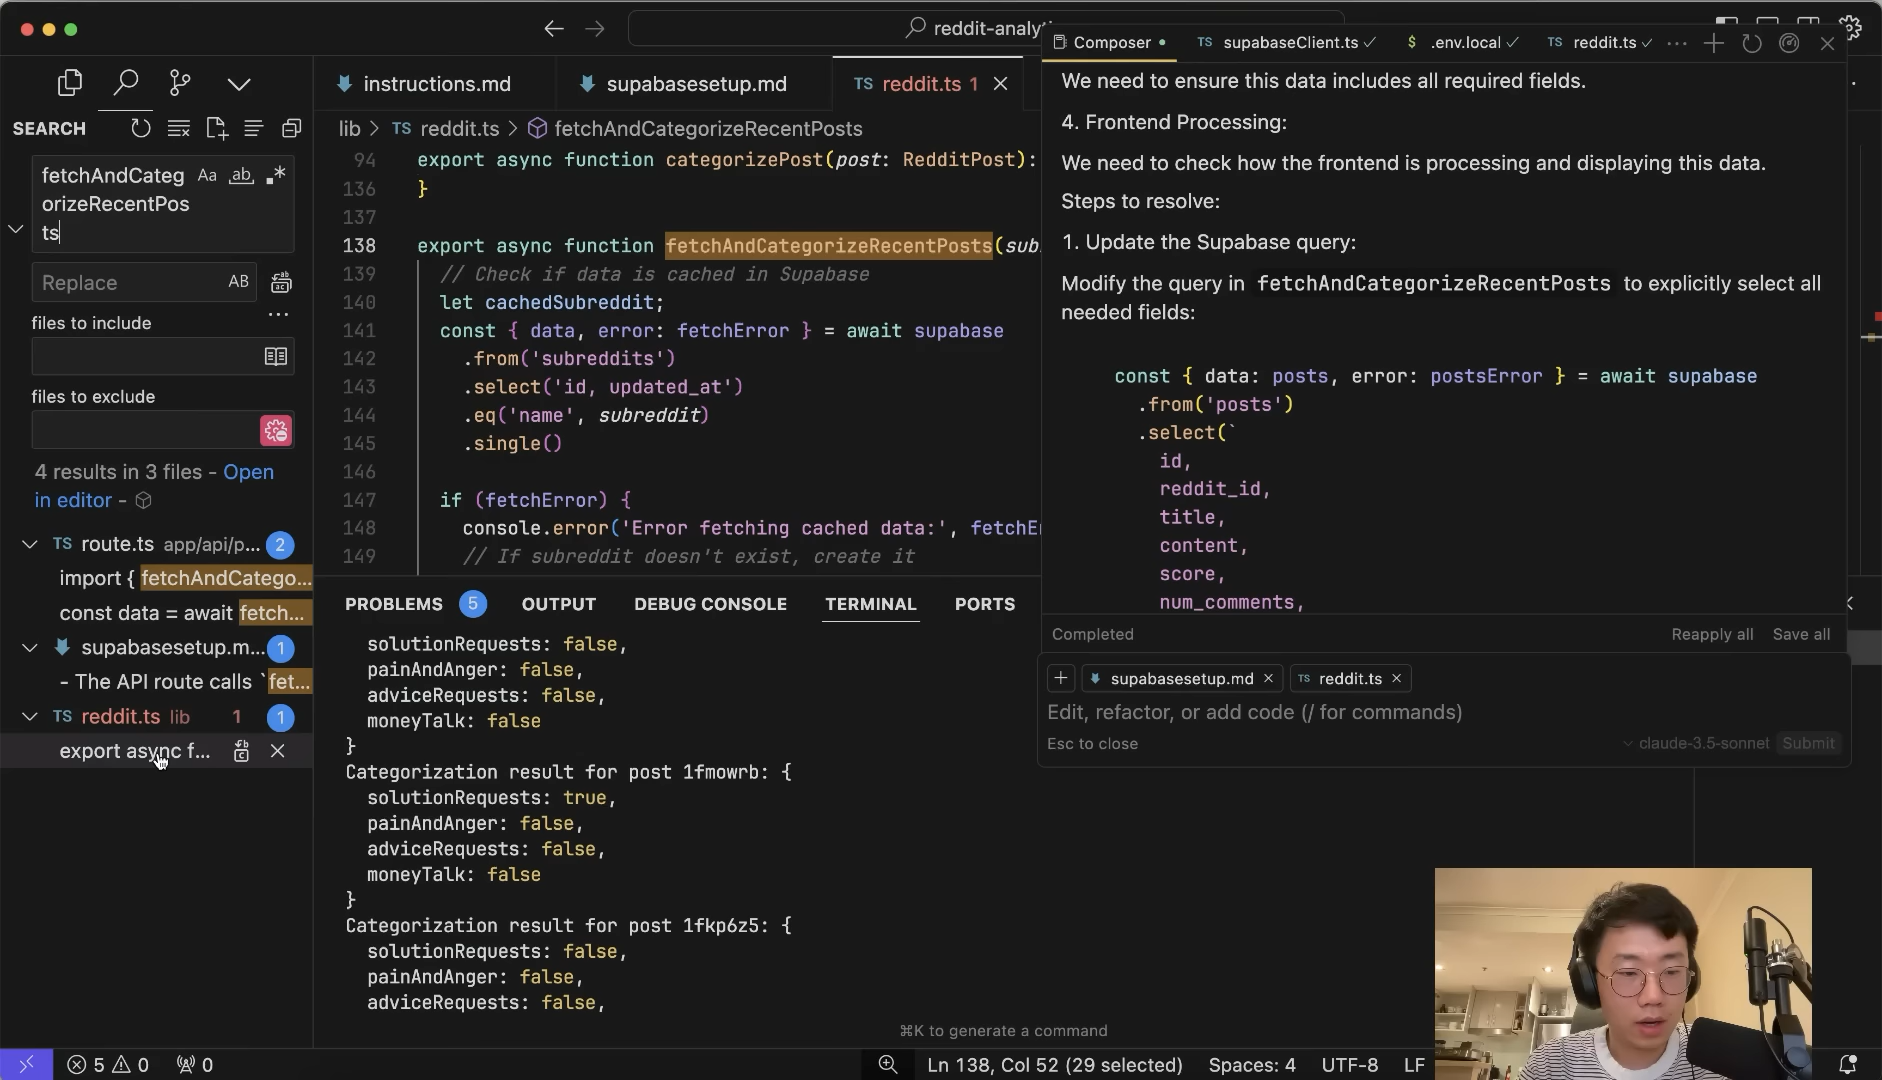 reddit-analyt
SEARCH
fetchAndCateg
orizeRecentPos
ts
Aa
ab
.*
Replace
AB
files to include
files to exclude
4 results in 3 files - Open
in editor -
TS route.ts app/api/p... 2
import { fetchAndCatego...
const data = await fetch...
supabasesetup.m... 1
- The API route calls `fet...
TS reddit.ts lib 1 1
export async f...
instructions.md
supabasesetup.md
TS reddit.ts 1
lib > TS reddit.ts > fetchAndCategorizeRecentPosts
94 export async function categorizePost(post: RedditPost):
136 }
137
138 export async function fetchAndCategorizeRecentPosts(sub
139 // Check if data is cached in Supabase
140 let cachedSubreddit;
141 const { data, error: fetchError } = await supabase
142 .from('subreddits')
143 .select('id, updated_at')
144 .eq('name', subreddit)
145 .single()
146
147 if (fetchError) {
148 console.error('Error fetching cached data:', fetchE
149 // If subreddit doesn't exist, create it
PROBLEMS 5 OUTPUT DEBUG CONSOLE TERMINAL PORTS
solutionRequests: false,
painAndAnger: false,
adviceRequests: false,
moneyTalk: false
}
Categorization result for post 1fmowrb: {
solutionRequests: true,
painAndAnger: false,
adviceRequests: false,
moneyTalk: false
}
Categorization result for post 1fkp6z5: {
solutionRequests: false,
painAndAnger: false,
adviceRequests: false,
⌘K to generate a command
Composer TS supabaseClient.ts $ .env.local TS reddit.ts
We need to ensure this data includes all required fields.
4. Frontend Processing:
We need to check how the frontend is processing and displaying this data.
Steps to resolve:
1. Update the Supabase query:
Modify the query in fetchAndCategorizeRecentPosts to explicitly select all
needed fields:
const { data: posts, error: postsError } = await supabase
.from('posts')
.select(`
id,
reddit_id,
title,
content,
score,
num_comments,
Completed Reapply all Save all
supabasesetup.md TS reddit.ts
Edit, refactor, or add code (/ for commands)
Esc to close claude-3.5-sonnet Submit
5 0 0 Ln 138, Col 52 (29 selected) Spaces: 4 UTF-8 LF